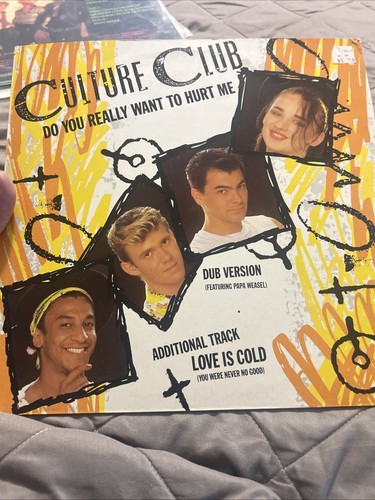 CULTURE CLUB
DO YOU REALLY WANT TO HURT ME
DUB VERSION
(FEATURING PAPA WEASEL)
ADDITIONAL TRACK
LOVE IS COLD
(YOU WERE NEVER NO GOOD)